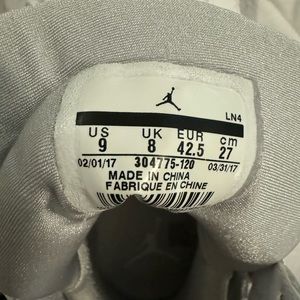 LN4
US UK EUR cm
9 8 42.5 27
02/01/17 304775-120 03/31/17
MADE IN CHINA
FABRIQUE EN CHINE